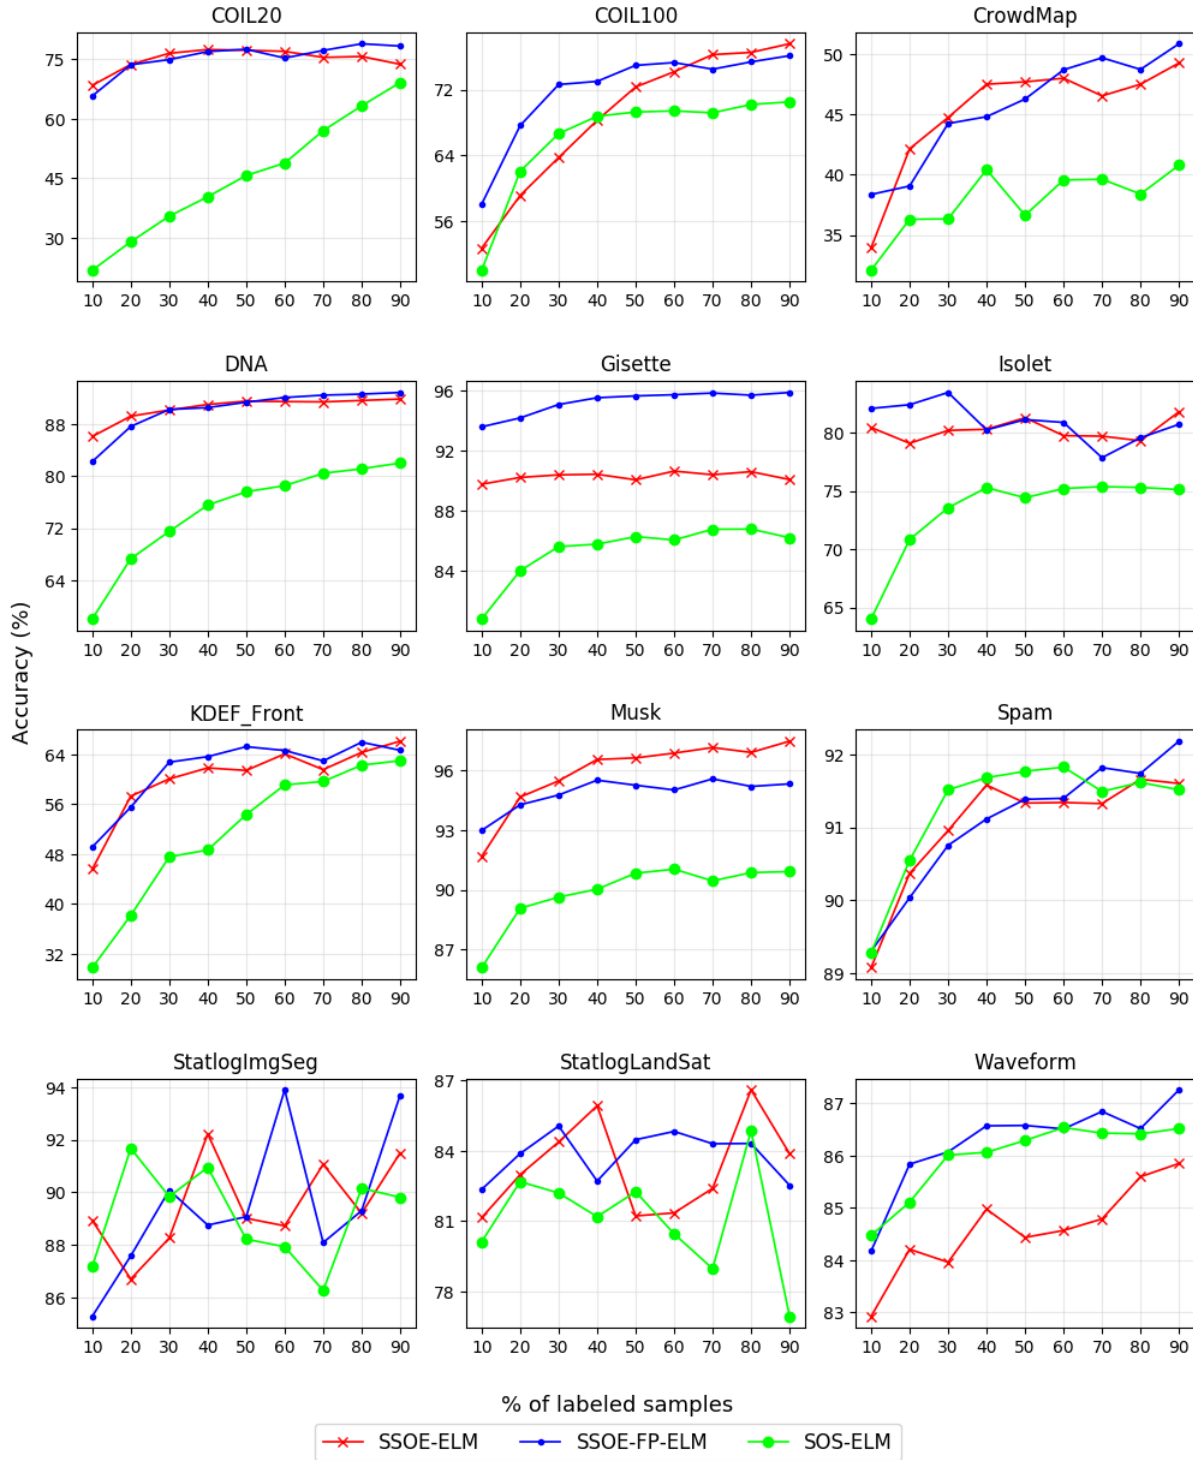 COIL20
COIL100
CrowdMap
75
60
45
30
10 20 30 40 50 60 70 80 90
72
64
56
10 20 30 40 50 60 70 80 90
50
45
40
35
10 20 30 40 50 60 70 80 90
DNA
Gisette
Isolet
88
80
72
64
10 20 30 40 50 60 70 80 90
96
92
88
84
10 20 30 40 50 60 70 80 90
80
75
70
65
10 20 30 40 50 60 70 80 90
Accuracy (%)
KDEF_Front
Musk
Spam
64
56
48
40
32
10 20 30 40 50 60 70 80 90
96
93
90
87
10 20 30 40 50 60 70 80 90
92
91
90
89
10 20 30 40 50 60 70 80 90
StatlogImgSeg
StatlogLandSat
Waveform
94
92
90
88
86
10 20 30 40 50 60 70 80 90
87
84
81
78
10 20 30 40 50 60 70 80 90
87
86
85
84
83
10 20 30 40 50 60 70 80 90
% of labeled samples
SSOE-ELM
SSOE-FP-ELM
SOS-ELM